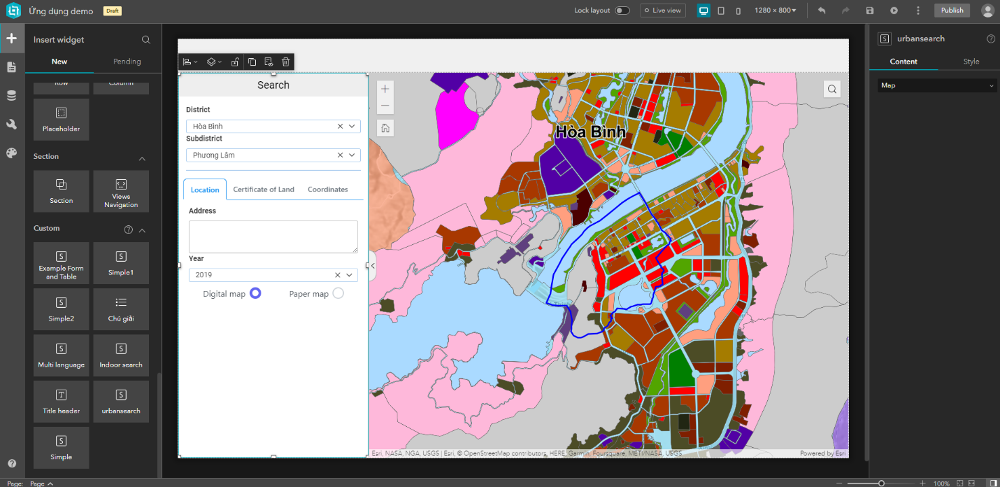 Ứng dụng demo
Draft
Lock layout
Live view
1280 × 800
Publish
Insert widget
New
Pending
Row
Column
Placeholder
Section
Section
Views
Navigation
Custom
Example Form
and Table
Simple1
Simple2
Chú giải
Multi language
Indoor search
Title header
urbansearch
Simple
Search
District
Hòa Bình
Subdistrict
Phương Lâm
Location
Certificate of Land
Coordinates
Address
Year
2019
Digital map
Paper map
Hòa Bình
Esri, NASA, NGA, USGS | Esri, © OpenStreetMap contributors, HERE, Garmin, Foursquare, METI/NASA, USGS
Powered by Esri
urbansearch
Content
Style
Map
Page:
Page
100%